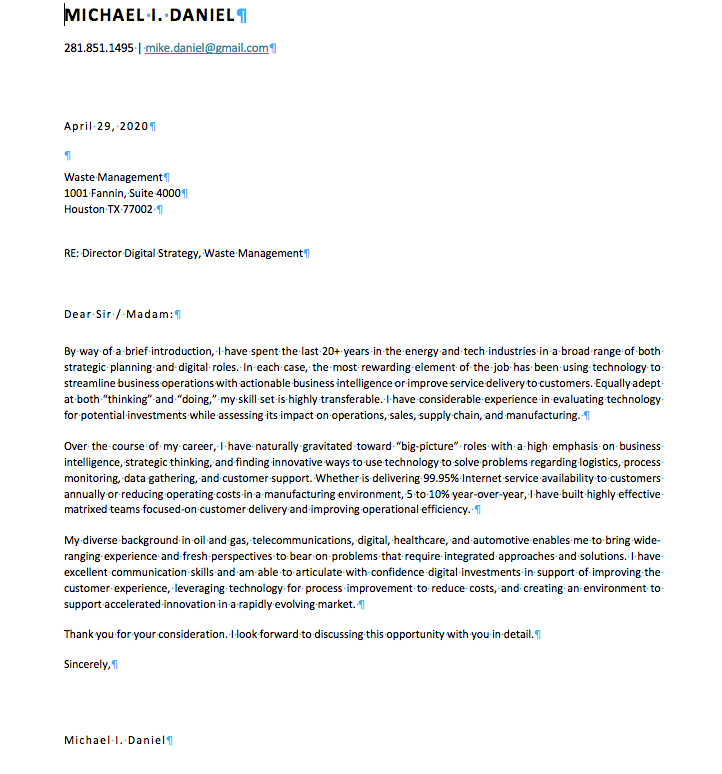 MICHAEL I. DANIEL
281.851.1495 | mike.daniel@gmail.com
April 29, 2020
Waste Management
1001 Fannin, Suite 4000
Houston TX 77002
RE: Director Digital Strategy, Waste Management
Dear Sir / Madam:
By way of a brief introduction, I have spent the last 20+ years in the energy and tech industries in a broad range of both
strategic planning and digital roles. In each case, the most rewarding element of the job has been using technology to
streamline business operations with actionable business intelligence or improve service delivery to customers. Equally adept
at both “thinking” and “doing,” my skill set is highly transferable. I have considerable experience in evaluating technology
for potential investments while assessing its impact on operations, sales, supply chain, and manufacturing.
Over the course of my career, I have naturally gravitated toward “big-picture” roles with a high emphasis on business
intelligence, strategic thinking, and finding innovative ways to use technology to solve problems regarding logistics, process
monitoring, data gathering, and customer support. Whether is delivering 99.95% Internet service availability to customers
annually or reducing operating costs in a manufacturing environment, 5 to 10% year-over-year, I have built highly effective
matrixed teams focused on customer delivery and improving operational efficiency.
My diverse background in oil and gas, telecommunications, digital, healthcare, and automotive enables me to bring wide-
ranging experience and fresh perspectives to bear on problems that require integrated approaches and solutions. I have
excellent communication skills and am able to articulate with confidence digital investments in support of improving the
customer experience, leveraging technology for process improvement to reduce costs, and creating an environment to
support accelerated innovation in a rapidly evolving market.
Thank you for your consideration. I look forward to discussing this opportunity with you in detail.
Sincerely,
Michael I. Daniel